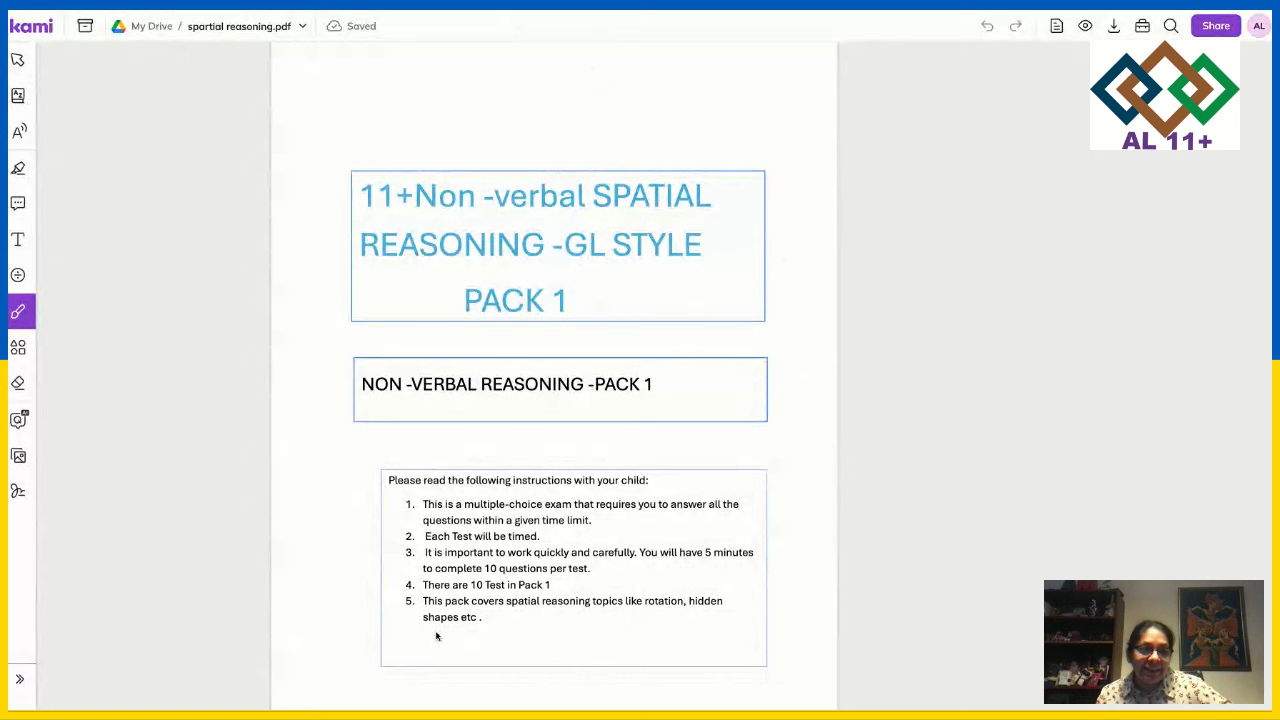 kami
My Drive / spartial reasoning.pdf
Saved
Share
AL
AL 11+
11+Non -verbal SPATIAL
REASONING -GL STYLE
PACK 1
NON -VERBAL REASONING -PACK 1
Please read the following instructions with your child:
1. This is a multiple-choice exam that requires you to answer all the
questions within a given time limit.
2. Each Test will be timed.
3. It is important to work quickly and carefully. You will have 5 minutes
to complete 10 questions per test.
4. There are 10 Test in Pack 1
5. This pack covers spatial reasoning topics like rotation, hidden
shapes etc .